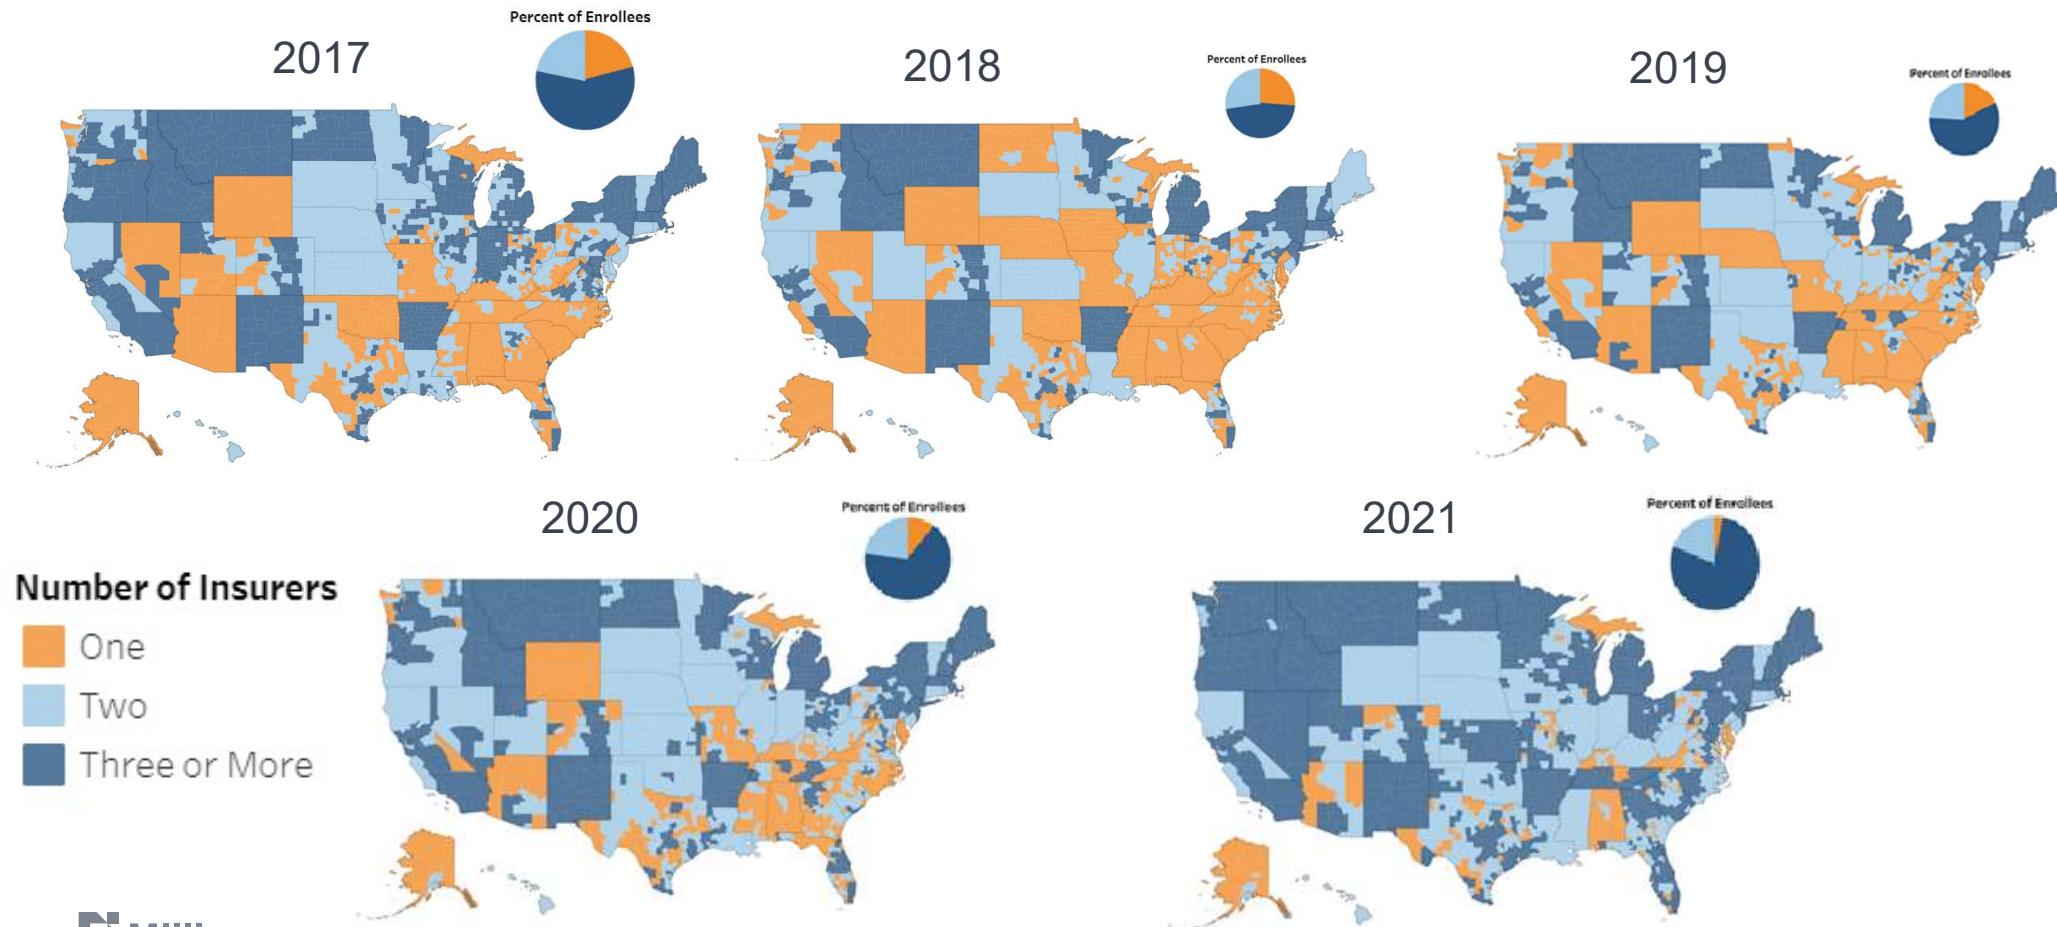 Percent of Enrollees
2017
Percent of Enrollees
2018
Percent of Enrollees
2019
Percent of Enrollees
2020
Percent of Enrollees
2021
Number of Insurers
One
Two
Three or More